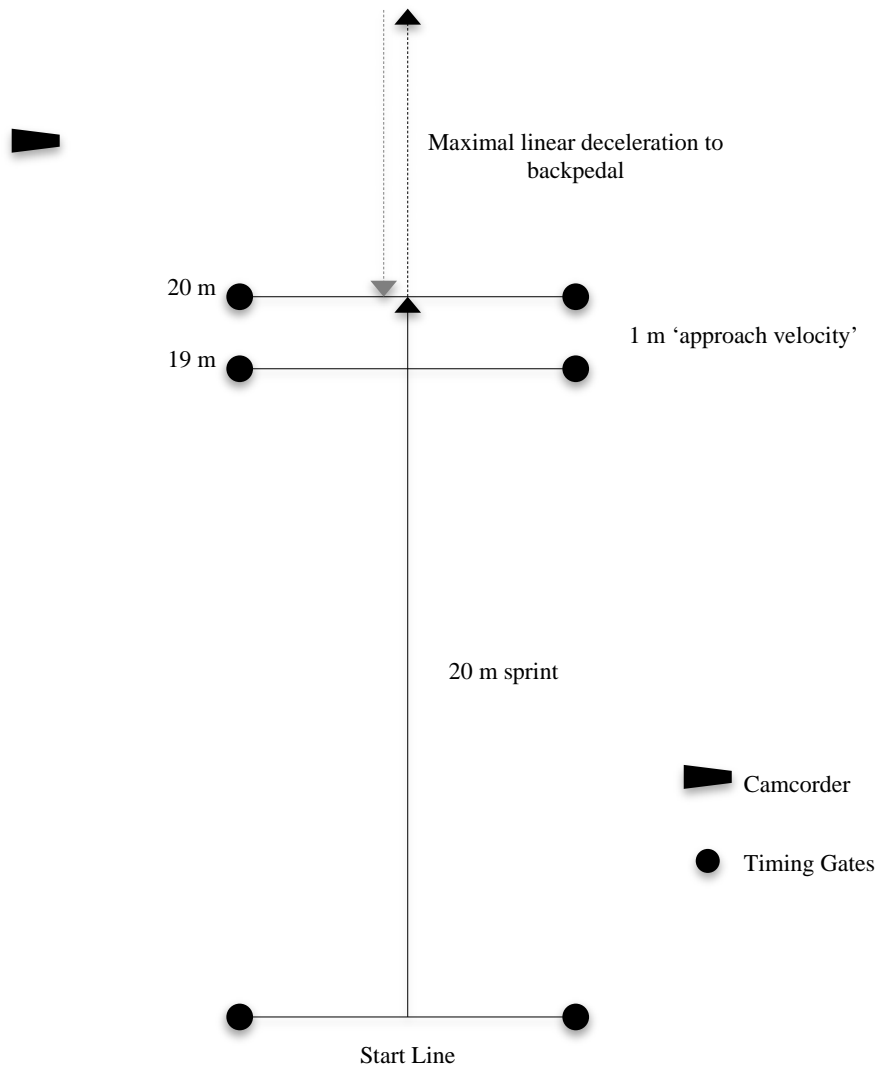 Maximal linear deceleration to
backpedal
20 m
1 m ‘approach velocity’
19 m
20 m sprint
Camcorder
Timing Gates
Start Line